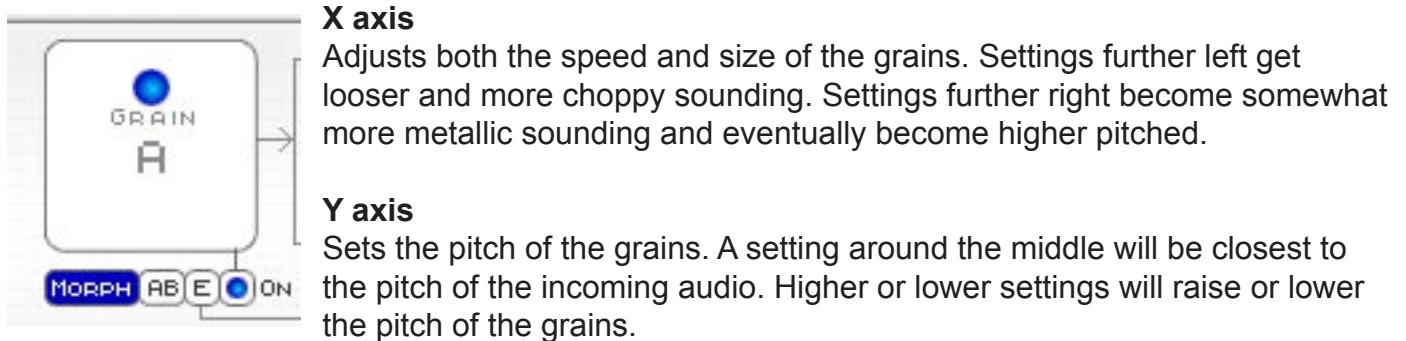 X axis
Adjusts both the speed and size of the grains. Settings further left get
looser and more choppy sounding. Settings further right become somewhat
more metallic sounding and eventually become higher pitched.
GRAIN
A
Y axis
Sets the pitch of the grains. A setting around the middle will be closest to
the pitch of the incoming audio. Higher or lower settings will raise or lower
the pitch of the grains.
MORPH AB E ON